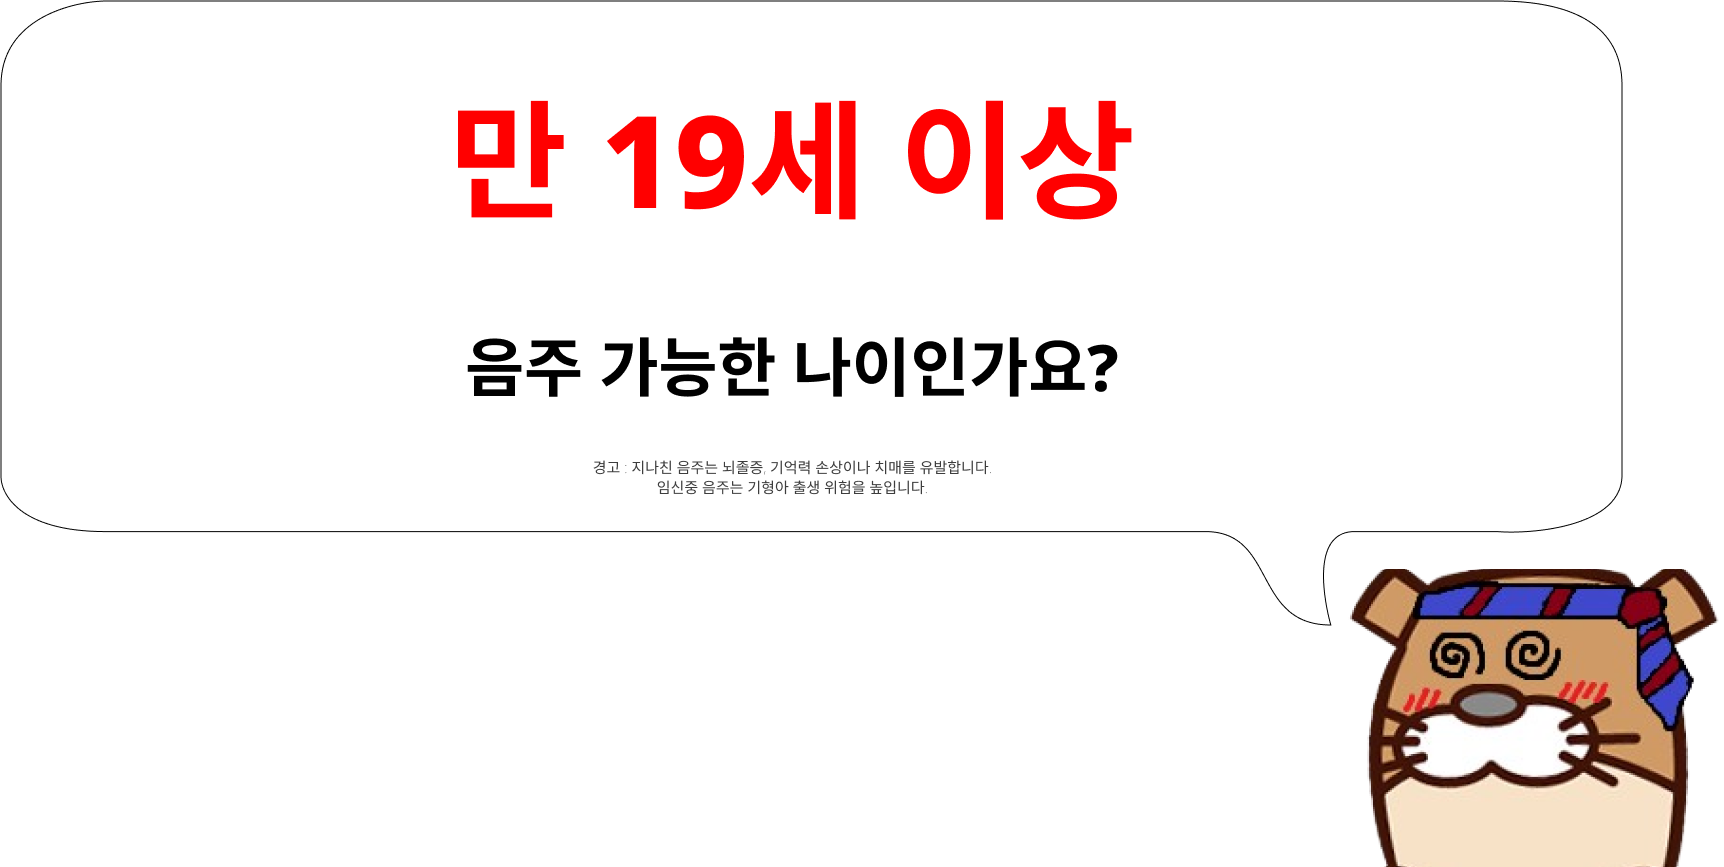 만 19세 이상
음주 가능한 나이인가요?
경고 : 지나친 음주는 뇌졸증, 기억력 손상이나 치매를 유발합니다.
임신중 음주는 기형아 출생 위험을 높입니다.